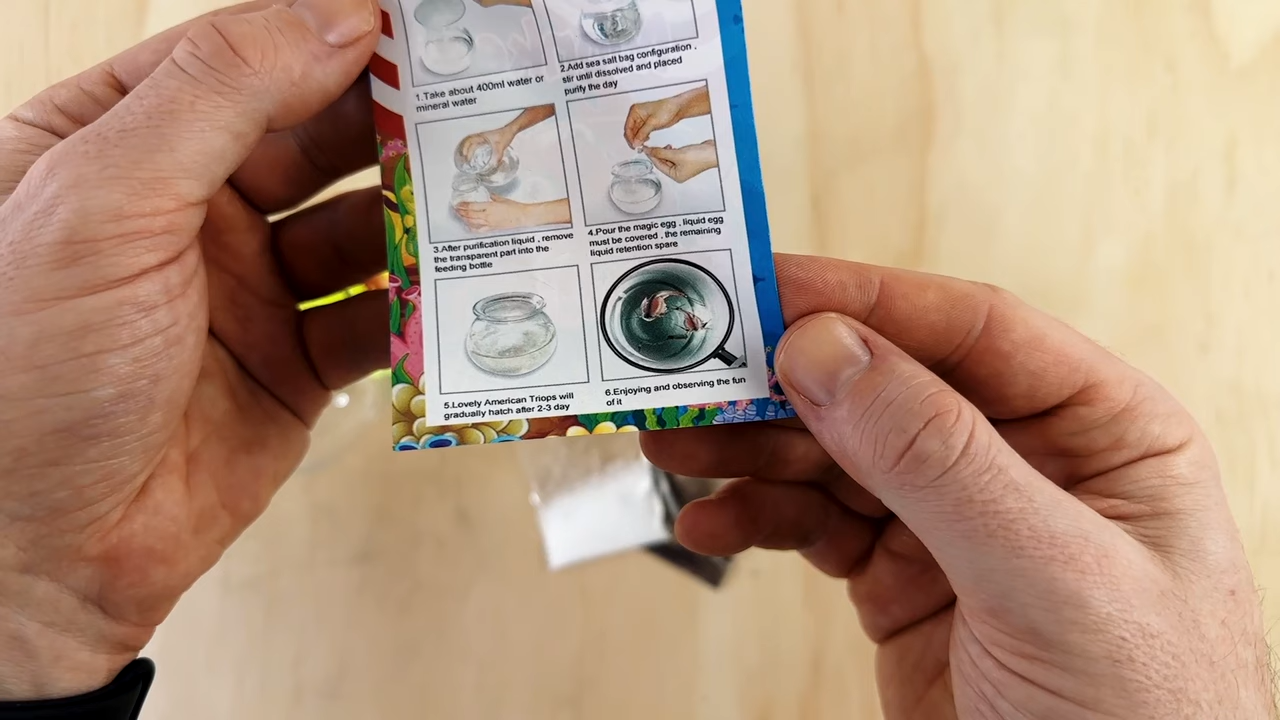 1.Take about 400ml water or
mineral water
2.Add sea salt bag configuration ,
stir until dissolved and placed
purify the day
3.After purification liquid , remove
the transparent part into the
feeding bottle
4.Pour the magic egg , liquid egg
must be covered , the remaining
liquid retention spare
5.Lovely American Triops will
gradually hatch after 2-3 day
6.Enjoying and observing the fun
of it